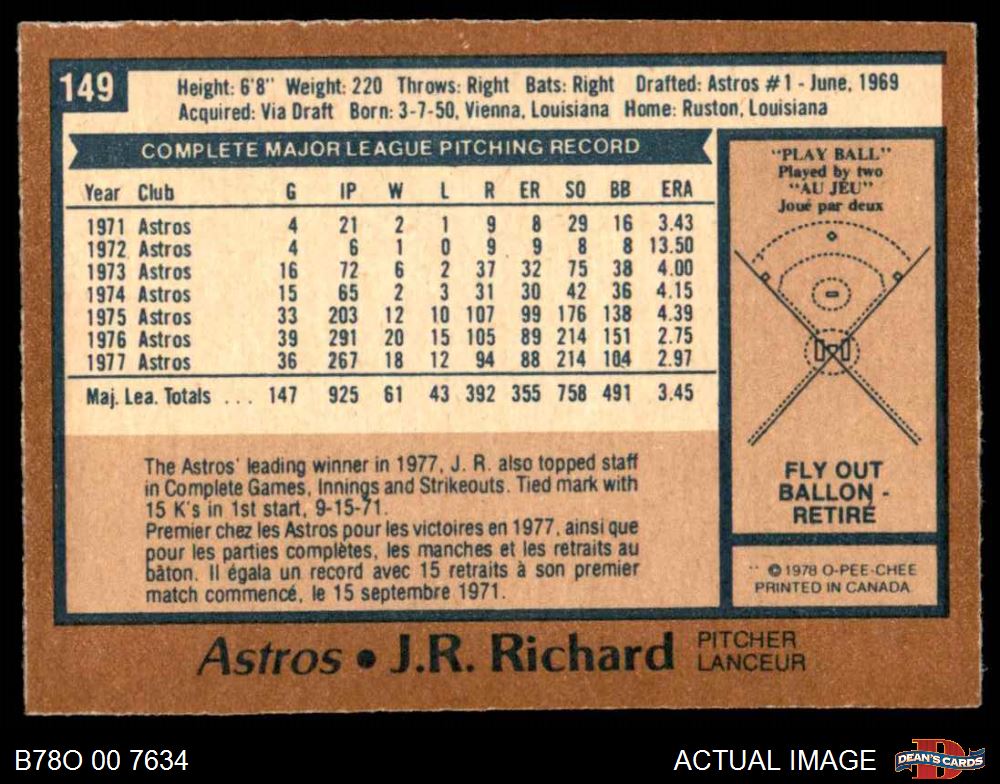 149
Height: 6'8" Weight: 220 Throws: Right Bats: Right Drafted: Astros #1 - June, 1969
Acquired: Via Draft Born: 3-7-50, Vienna, Louisiana Home: Ruston, Louisiana
COMPLETE MAJOR LEAGUE PITCHING RECORD
Year Club G IP W L R ER SO BB ERA
1971 Astros 4 21 2 1 9 8 29 16 3.43
1972 Astros 4 6 1 0 9 9 8 8 13.50
1973 Astros 16 72 6 2 37 32 75 38 4.00
1974 Astros 15 65 2 3 31 30 42 36 4.15
1975 Astros 33 203 12 10 107 99 176 138 4.39
1976 Astros 39 291 20 15 105 89 214 151 2.75
1977 Astros 36 267 18 12 94 88 214 104 2.97
Maj. Lea. Totals ... 147 925 61 43 392 355 758 491 3.45
The Astros' leading winner in 1977, J. R. also topped staff
in Complete Games, Innings and Strikeouts. Tied mark with
15 K's in 1st start, 9-15-71.
Premier chez les Astros pour les victoires en 1977, ainsi que
pour les parties complètes, les manches et les retraits au
bâton. Il égala un record avec 15 retraits à son premier
match commencé, le 15 septembre 1971.
"PLAY BALL"
Played by two
"AU JEU"
Joué par deux
FLY OUT
BALLON -
RETIRÉ
© 1978 O-PEE-CHEE
PRINTED IN CANADA
Astros • J.R. Richard
PITCHER
LANCEUR
B78O 00 7634
ACTUAL IMAGE
DEAN'S CARDS